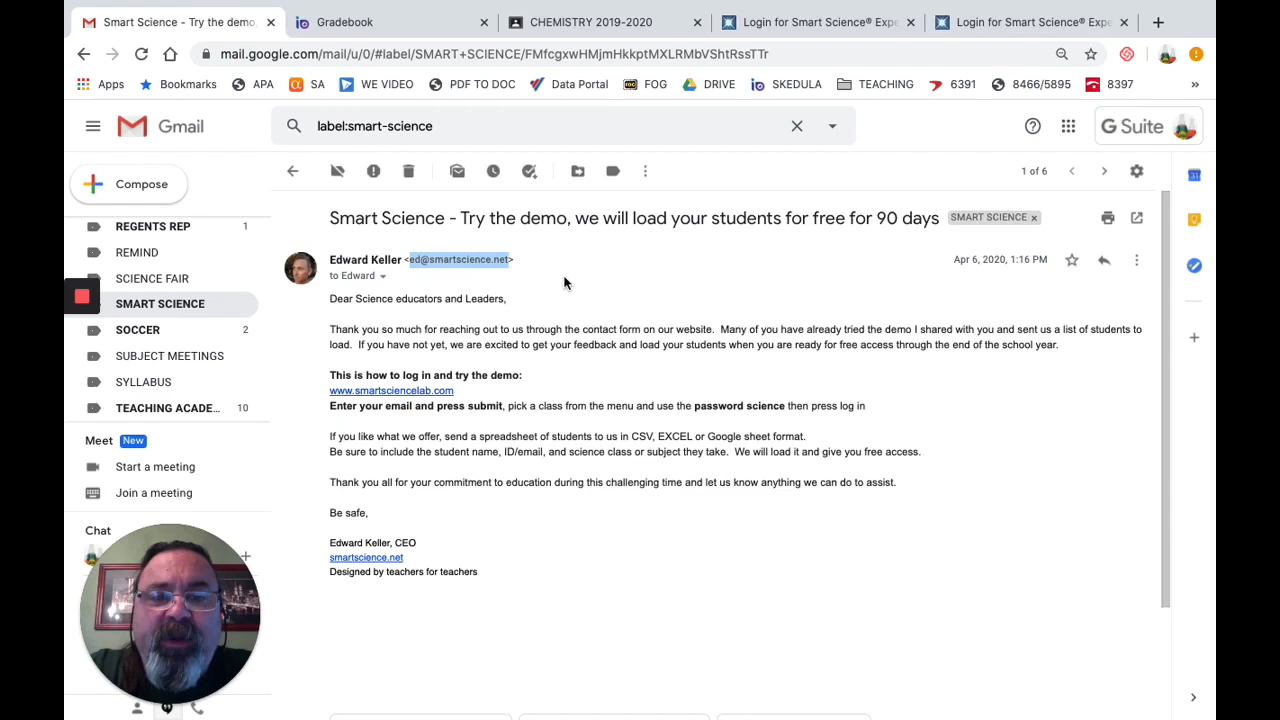 Smart Science - Try the demo,
Gradebook
CHEMISTRY 2019-2020
Login for Smart Science® Expe
Login for Smart Science® Expe
mail.google.com/mail/u/0/#label/SMART+SCIENCE/FMfcgxwHMjmHkkptMXLRMbVShtRssTTr
Apps
Bookmarks
APA
SA
WE VIDEO
PDF TO DOC
Data Portal
FOG
DRIVE
SKEDULA
TEACHING
6391
8466/5895
8397
»
Gmail
label:smart-science
G Suite
Compose
1 of 6
REGENTS REP 1
REMIND
SCIENCE FAIR
SMART SCIENCE
SOCCER 2
SUBJECT MEETINGS
SYLLABUS
TEACHING ACADE... 10
Meet New
Start a meeting
Join a meeting
Chat
Smart Science - Try the demo, we will load your students for free for 90 days SMART SCIENCE x
Edward Keller <ed@smartscience.net> Apr 6, 2020, 1:16 PM
to Edward
Dear Science educators and Leaders,
Thank you so much for reaching out to us through the contact form on our website. Many of you have already tried the demo I shared with you and sent us a list of students to
load. If you have not yet, we are excited to get your feedback and load your students when you are ready for free access through the end of the school year.
This is how to log in and try the demo:
www.smartsciencelab.com
Enter your email and press submit, pick a class from the menu and use the password science then press log in
If you like what we offer, send a spreadsheet of students to us in CSV, EXCEL or Google sheet format.
Be sure to include the student name, ID/email, and science class or subject they take. We will load it and give you free access.
Thank you all for your commitment to education during this challenging time and let us know anything we can do to assist.
Be safe,
Edward Keller, CEO
smartscience.net
Designed by teachers for teachers